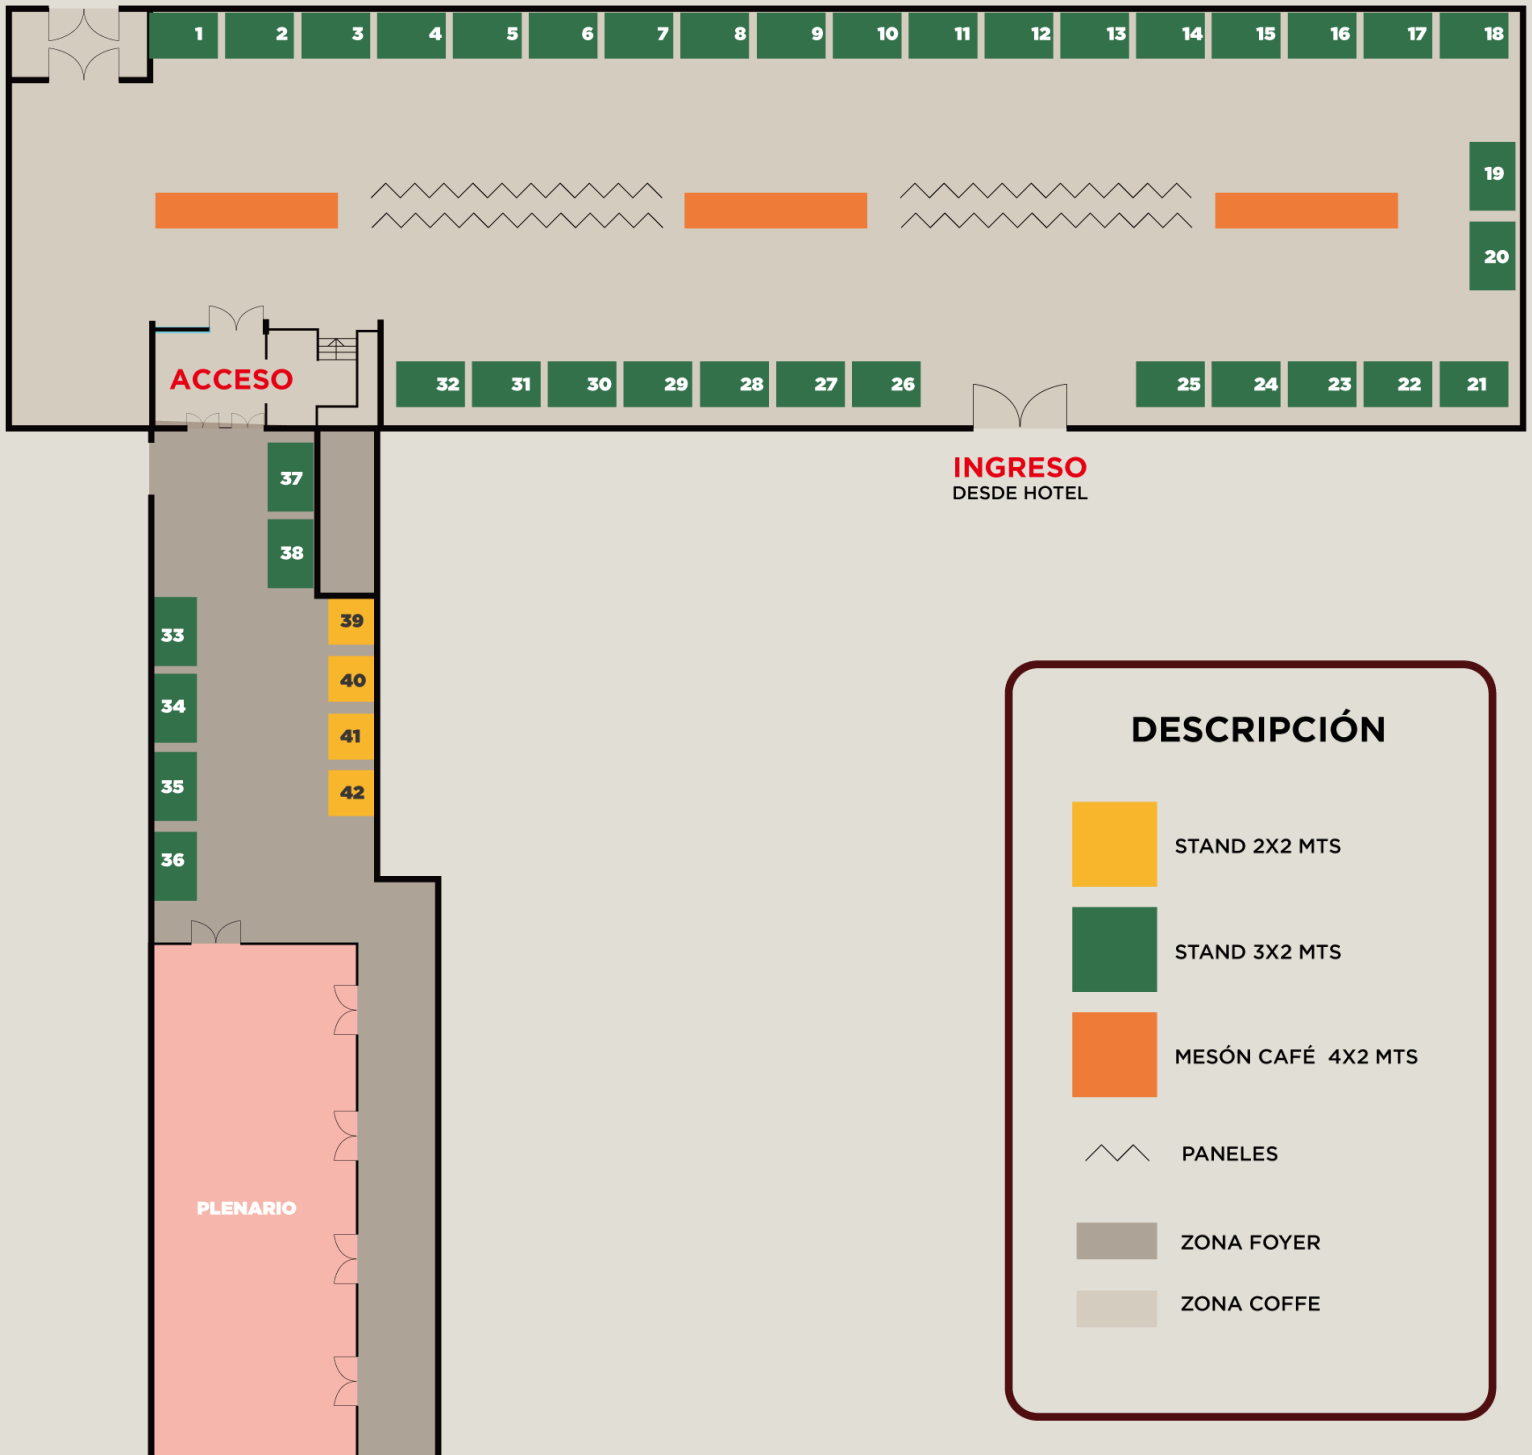 1 2 3 4 5 6 7 8 9 10 11 12 13 14 15 16 17 18
19
20
ACCESO
32 31 30 29 28 27 26 25 24 23 22 21
INGRESO
DESDE HOTEL
37
38
39
33
40
34
41
35
42
36
PLENARIO
DESCRIPCIÓN
STAND 2X2 MTS
STAND 3X2 MTS
MESÓN CAFÉ 4X2 MTS
PANELES
ZONA FOYER
ZONA COFFE